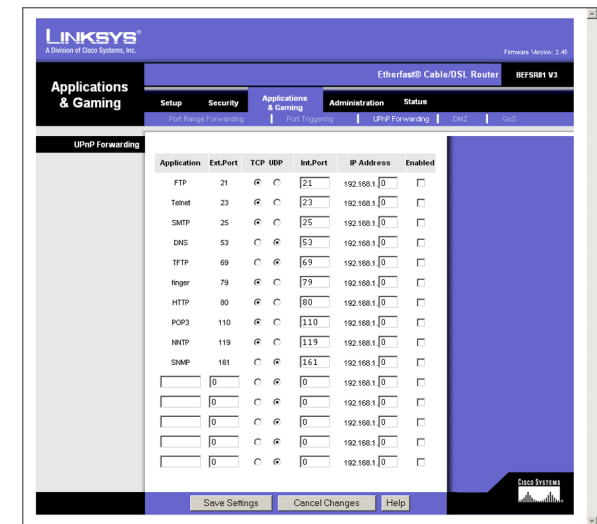 LINKSYS®
A Division of Cisco Systems, Inc.
Firmware Version: 2.45
Etherfast® Cable/DSL Router BEFSR81 V3
Applications & Gaming
Setup Security Applications & Gaming Administration Status
Port Range Forwarding Port Triggering UPnP Forwarding DMZ QoS
UPnP Forwarding
Application Ext.Port TCP UDP Int.Port IP Address Enabled
FTP 21 21 192.168.1. 0
Telnet 23 23 192.168.1. 0
SMTP 25 25 192.168.1. 0
DNS 53 53 192.168.1. 0
TFTP 69 69 192.168.1. 0
finger 79 79 192.168.1. 0
HTTP 80 80 192.168.1. 0
POP3 110 110 192.168.1. 0
NNTP 119 119 192.168.1. 0
SNMP 161 161 192.168.1. 0
0 0 192.168.1. 0
0 0 192.168.1. 0
0 0 192.168.1. 0
0 0 192.168.1. 0
0 0 192.168.1. 0
CISCO SYSTEMS
Save Settings Cancel Changes Help